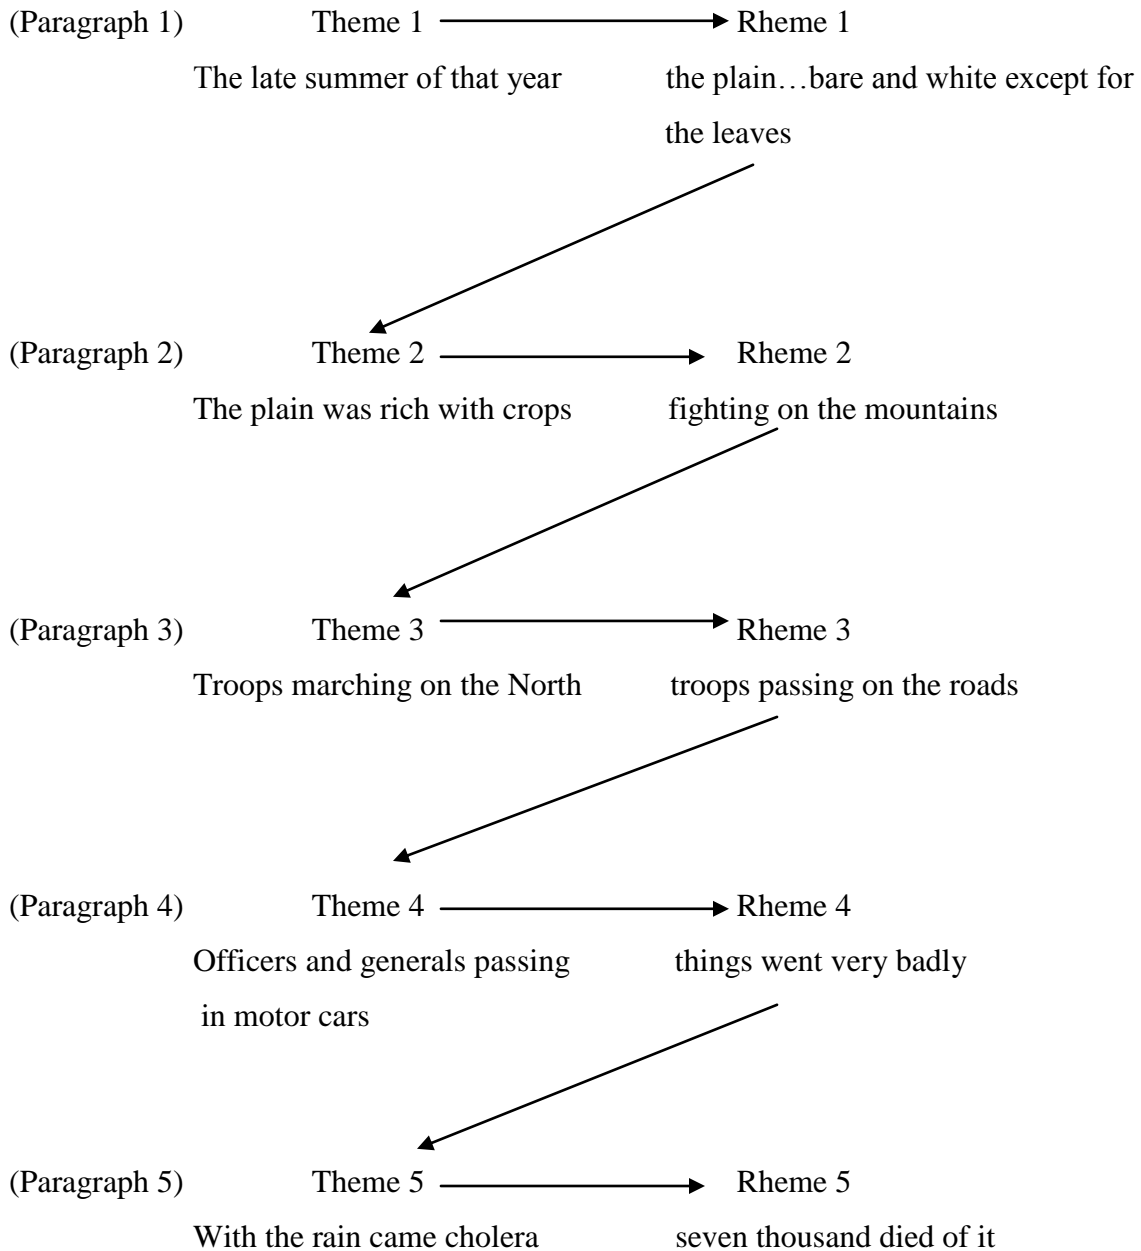 (Paragraph 1) Theme 1 Rheme 1
The late summer of that year the plain…bare and white except for
the leaves
(Paragraph 2) Theme 2 Rheme 2
The plain was rich with crops fighting on the mountains
(Paragraph 3) Theme 3 Rheme 3
Troops marching on the North troops passing on the roads
(Paragraph 4) Theme 4 Rheme 4
Officers and generals passing things went very badly
in motor cars
(Paragraph 5) Theme 5 Rheme 5
With the rain came cholera seven thousand died of it